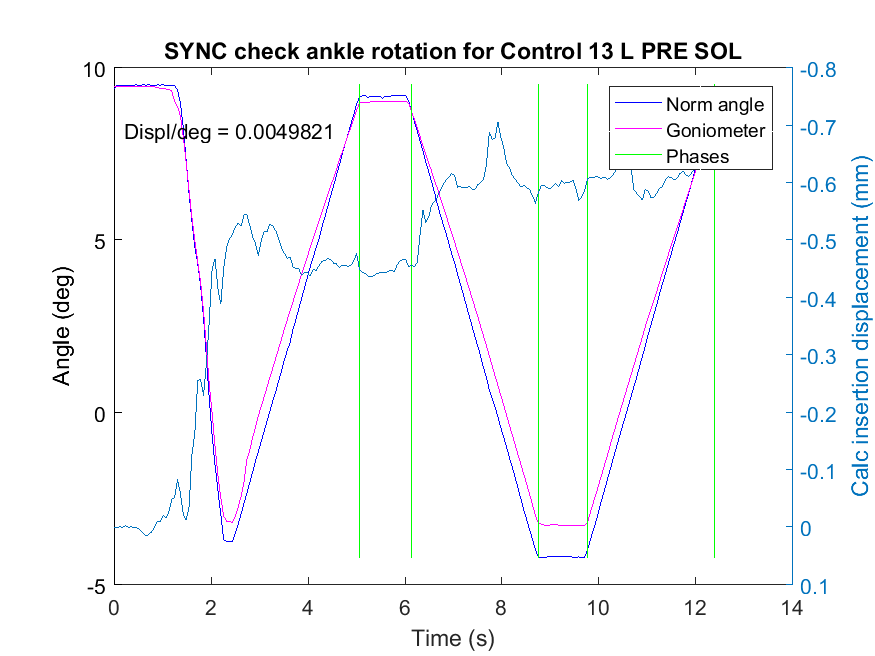 SYNC check ankle rotation for Control 13 L PRE SOL
10
5
0
-5
Angle (deg)
Displ/deg = 0.0049821
Norm angle
Goniometer
Phases
-0.8
-0.7
-0.6
-0.5
-0.4
-0.3
-0.2
-0.1
0
0.1
Calc insertion displacement (mm)
0 2 4 6 8 10 12 14
Time (s)